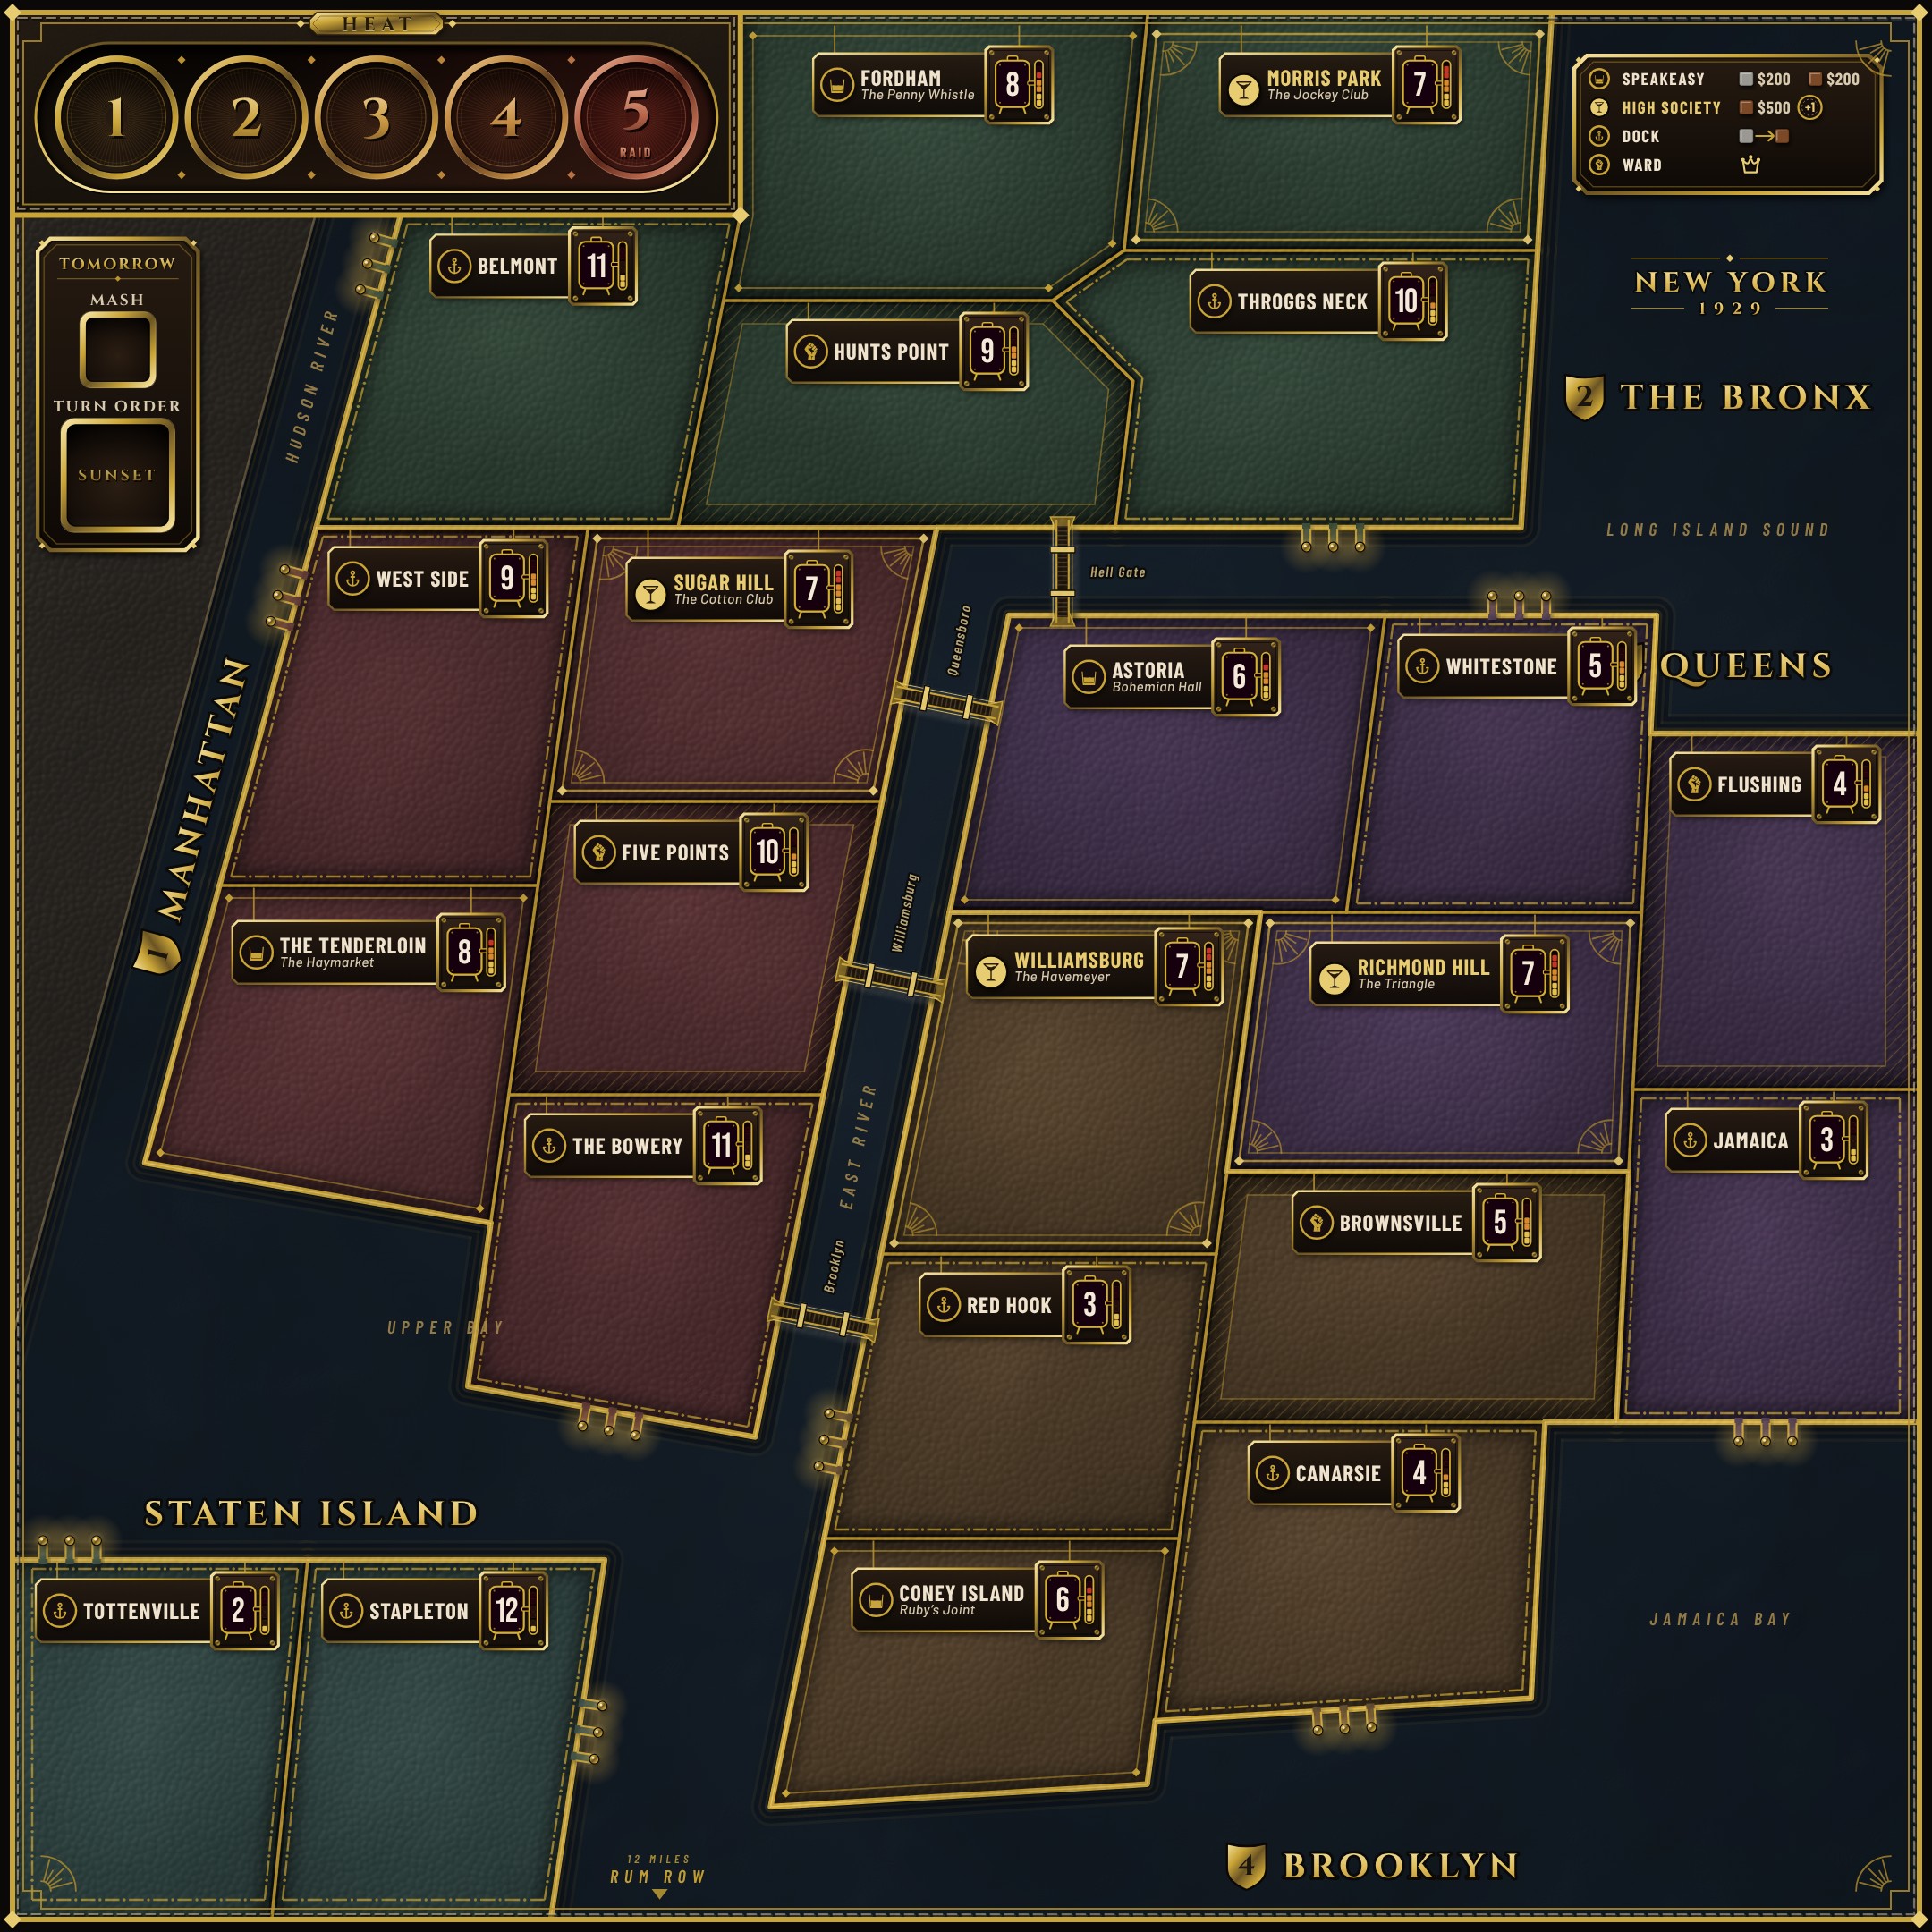 HEAT
1 2 3 4 5
RAID
FORDHAM 8
The Penny Whistle
MORRIS PARK 7
The Jockey Club
SPEAKEASY $200 $200
HIGH SOCIETY $500 +1
DOCK
WARD
TOMORROW
MASH
TURN ORDER
SUNSET
HUDSON RIVER
BELMONT 11
HUNTS POINT 9
THROGGS NECK 10
NEW YORK
1929
2 THE BRONX
LONG ISLAND SOUND
Hell Gate
WEST SIDE 9
SUGAR HILL 7
The Cotton Club
Queensboro
ASTORIA 6
Bohemian Hall
WHITESTONE 5
QUEENS
FLUSHING 4
1 MANHATTAN
FIVE POINTS 10
THE TENDERLOIN 8
The Haymarket
Williamsburg
WILLIAMSBURG 7
The Havemeyer
RICHMOND HILL 7
The Triangle
THE BOWERY 11
EAST RIVER
JAMAICA 3
BROWNSVILLE 5
Brooklyn
RED HOOK 3
UPPER BAY
CANARSIE 4
STATEN ISLAND
TOTTENVILLE 2
STAPLETON 12
CONEY ISLAND 6
Ruby's Joint
JAMAICA BAY
12 MILES
RUM ROW
4 BROOKLYN